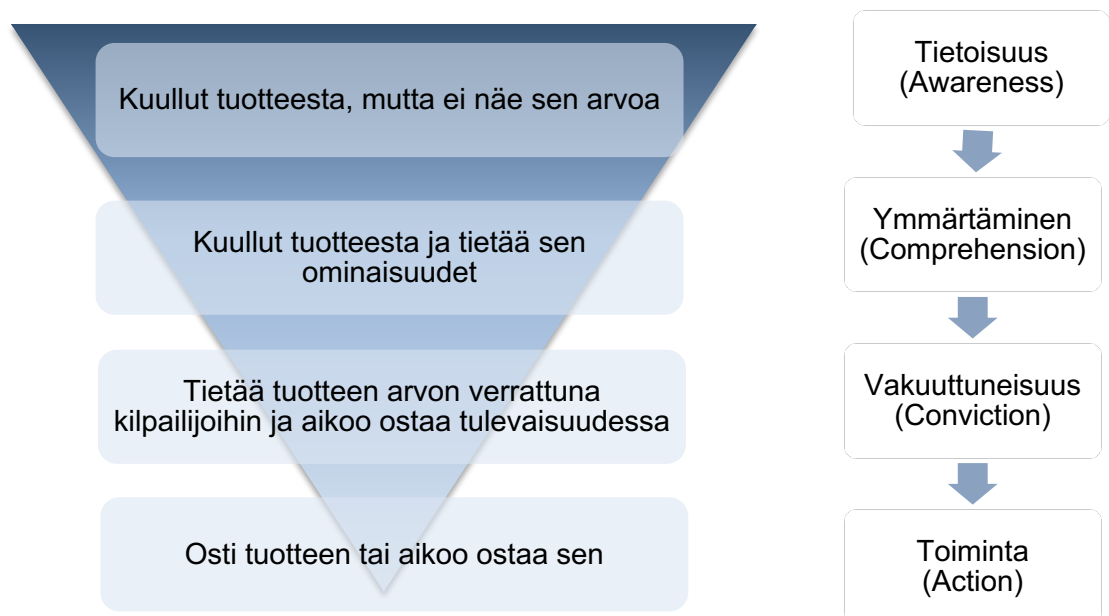 Kuullut tuotteesta, mutta ei näe sen arvoa
Tietoisuus
(Awareness)
Kuullut tuotteesta ja tietää sen
ominaisuudet
Ymmärtäminen
(Comprehension)
Tietää tuotteen arvon verrattuna
kilpailijoihin ja aikoo ostaa tulevaisuudessa
Vakuuttuneisuus
(Conviction)
Osti tuotteen tai aikoo ostaa sen
Toiminta
(Action)